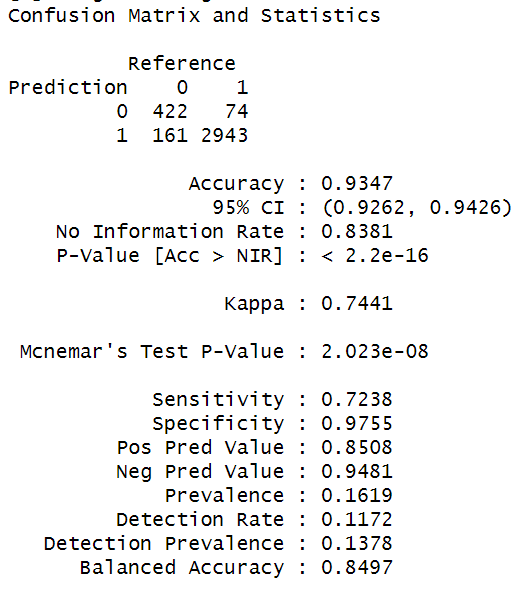 Confusion Matrix and Statistics
Reference
Prediction 0 1
0 422 74
1 161 2943
Accuracy : 0.9347
95% CI : (0.9262, 0.9426)
No Information Rate : 0.8381
P-Value [Acc > NIR] : < 2.2e-16
Kappa : 0.7441
Mcnemar's Test P-Value : 2.023e-08
Sensitivity : 0.7238
Specificity : 0.9755
Pos Pred Value : 0.8508
Neg Pred Value : 0.9481
Prevalence : 0.1619
Detection Rate : 0.1172
Detection Prevalence : 0.1378
Balanced Accuracy : 0.8497